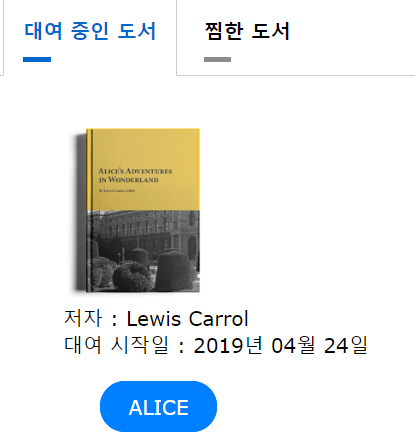 대여 중인 도서
찜한 도서
ALICE'S ADVENTURES
IN WONDERLAND
저자 : Lewis Carrol
대여 시작일 : 2019년 04월 24일
ALICE